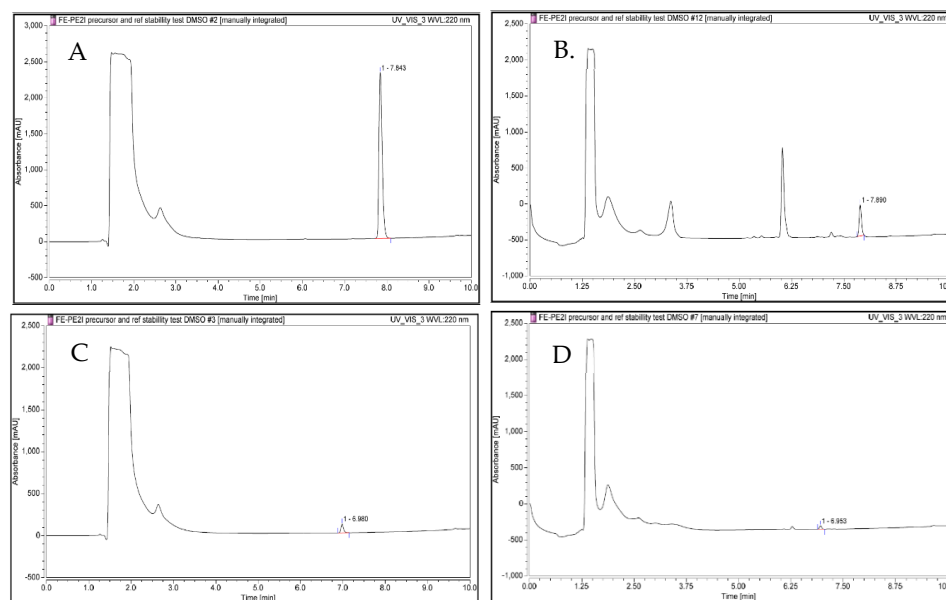 FE-PE2I precursor and ref stabillity test DMSO #2 [manually integrated] UV_VIS_3 WVL:220 nm
A
1 - 7.843
3,000
2,500
2,000
1,500
1,000
500
0
-500
Absorbance [mAU]
0.0 1.0 2.0 3.0 4.0 5.0 6.0 7.0 8.0 9.0 10.0
Time [min]
FE-PE2I precursor and ref stabillity test DMSO #12 [manually integrated] UV_VIS_3 WVL:220 nm
B.
1 - 7.890
2,500
2,000
1,500
1,000
500
0
-500
-1,000
Absorbance [mAU]
0.00 1.25 2.50 3.75 5.00 6.25 7.50 8.75 10.0
Time [min]
FE-PE2I precursor and ref stabillity test DMSO #3 [manually integrated] UV_VIS_3 WVL:220 nm
C
1 - 6.980
2,500
2,000
1,500
1,000
500
0
-500
Absorbance [mAU]
0.0 1.0 2.0 3.0 4.0 5.0 6.0 7.0 8.0 9.0 10.0
Time [min]
FE-PE2I precursor and ref stabillity test DMSO #7 [manually integrated] UV_VIS_3 WVL:220 nm
D
1 - 6.953
2,500
2,000
1,500
1,000
500
0
-500
-1,000
Absorbance [mAU]
0.00 1.25 2.50 3.75 5.00 6.25 7.50 8.75 10.0
Time [min]